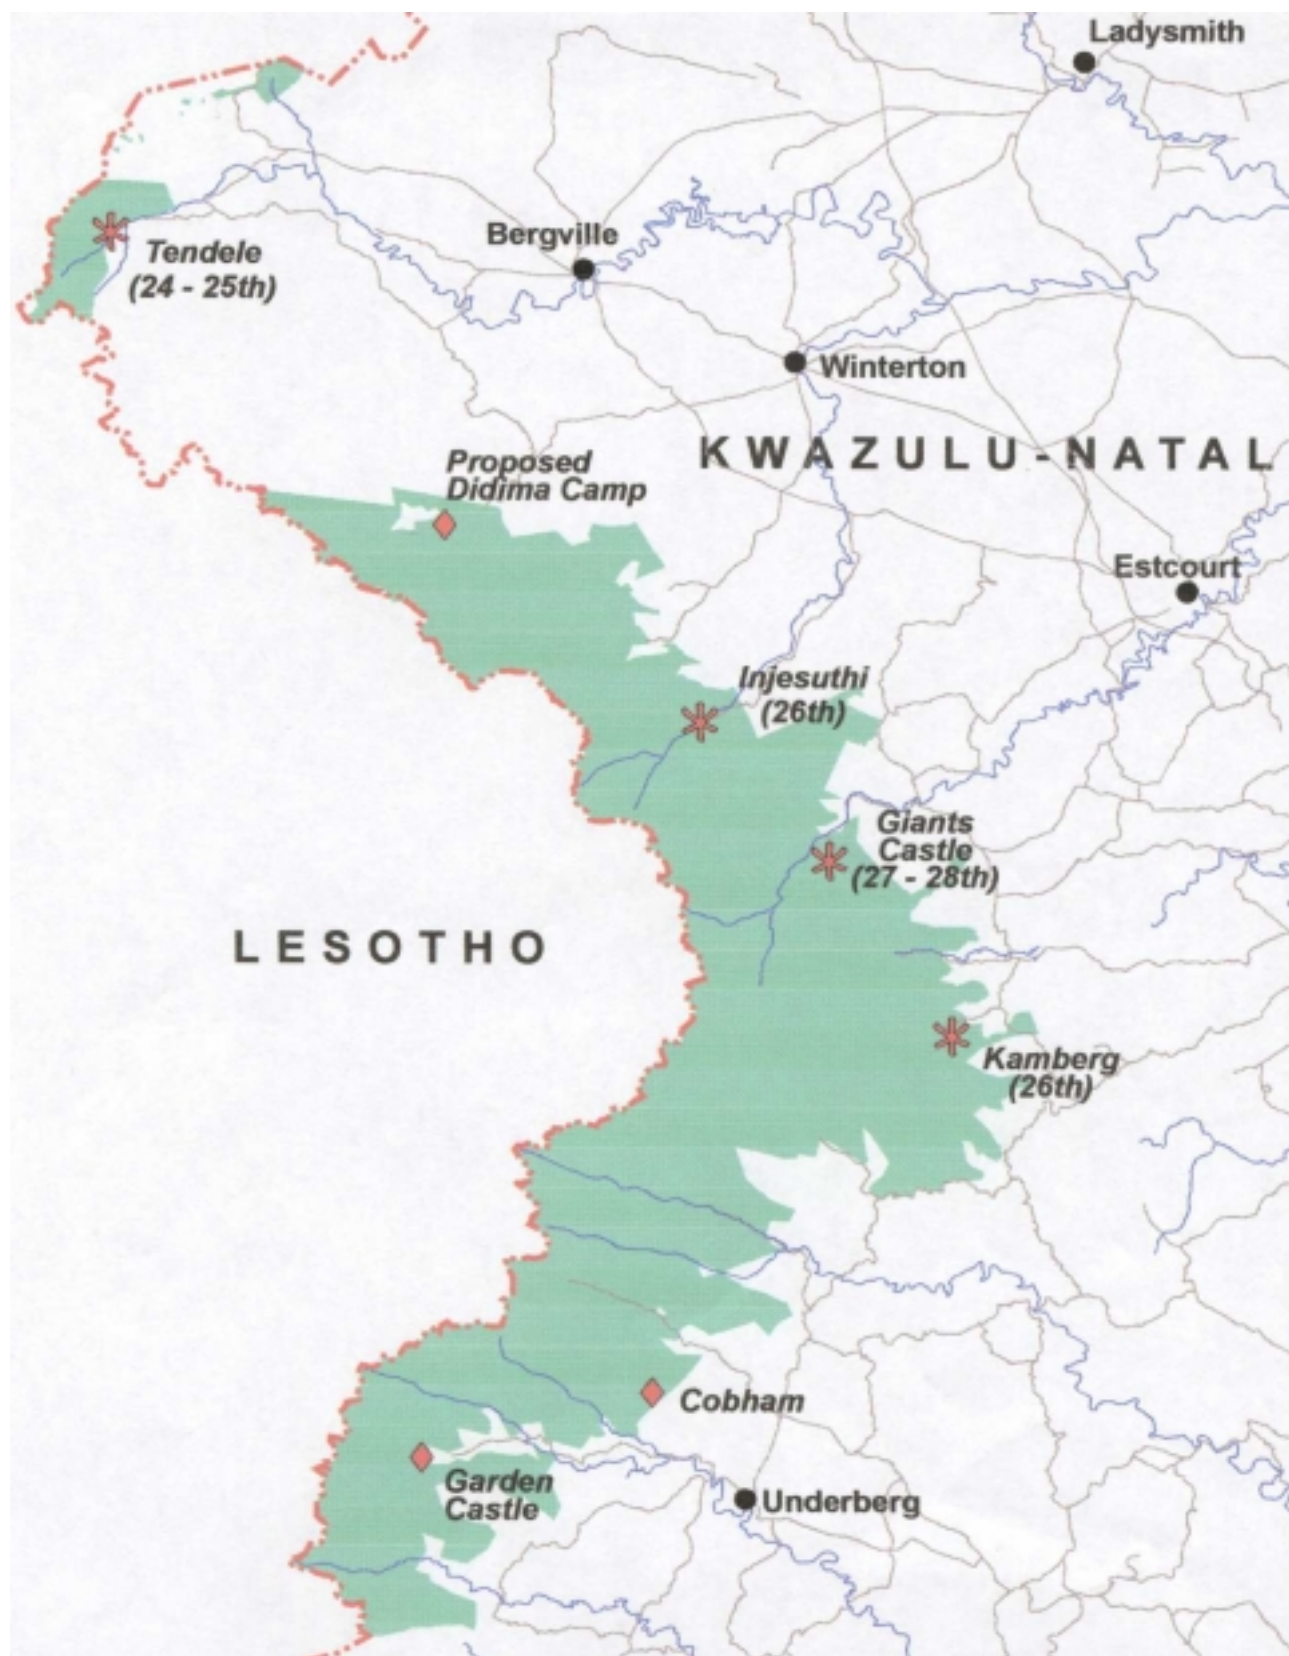 Ladysmith
Bergville
Tendele
(24 - 25th)
Winterton
KWAZULU-NATAL
Proposed
Didima Camp
Estcourt
Injesuthi
(26th)
Giants
Castle
(27 - 28th)
LESOTHO
Kamberg
(26th)
Cobham
Garden
Castle
Underberg